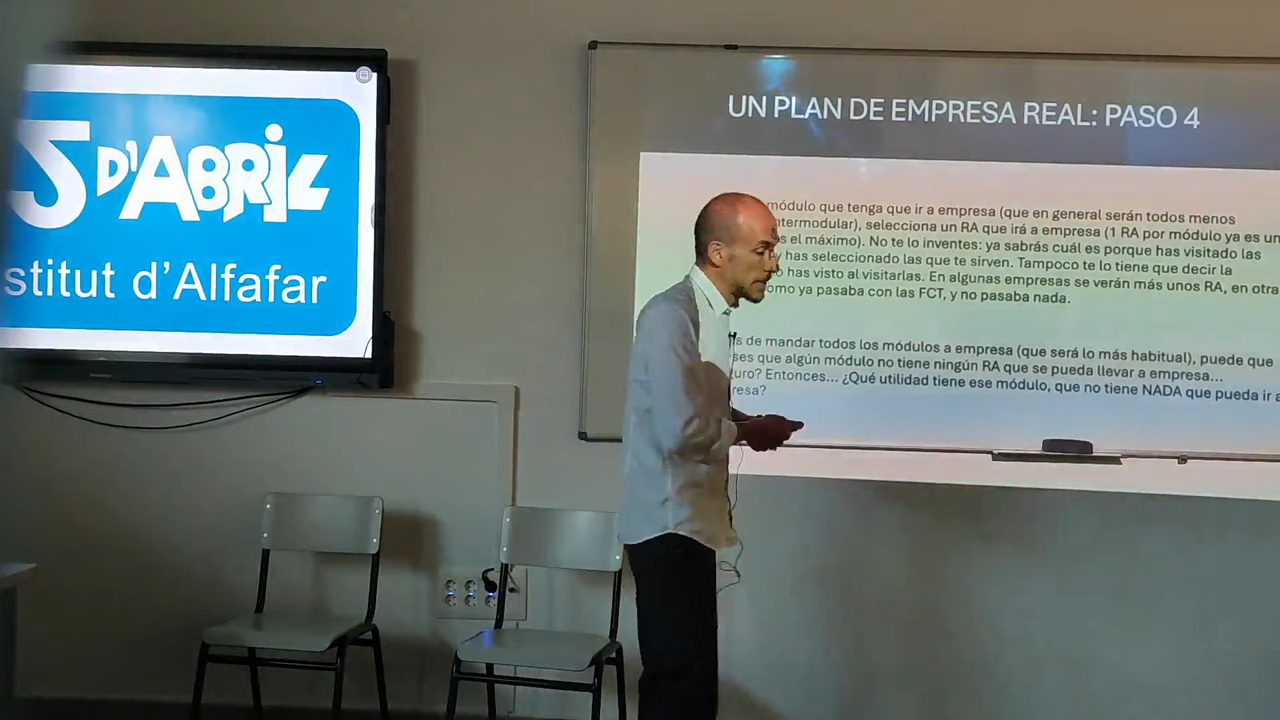 5 D'ABRIL
stitut d'Alfafar
UN PLAN DE EMPRESA REAL: PASO 4
módulo que tenga que ir a empresa (que en general serán todos menos
ntermodular), selecciona un RA que irá a empresa (1 RA por módulo ya es un
s el máximo). No te lo inventes: ya sabrás cuál es porque has visitado las
y has seleccionado las que te sirven. Tampoco te lo tiene que decir la
o has visto al visitarlas. En algunas empresas se verán más unos RA, en otra
omo ya pasaba con las FCT, y no pasaba nada.
s de mandar todos los módulos a empresa (que será lo más habitual), puede que
ses que algún módulo no tiene ningún RA que se pueda llevar a empresa...
uro? Entonces... ¿Qué utilidad tiene ese módulo, que no tiene NADA que pueda ir a
resa?